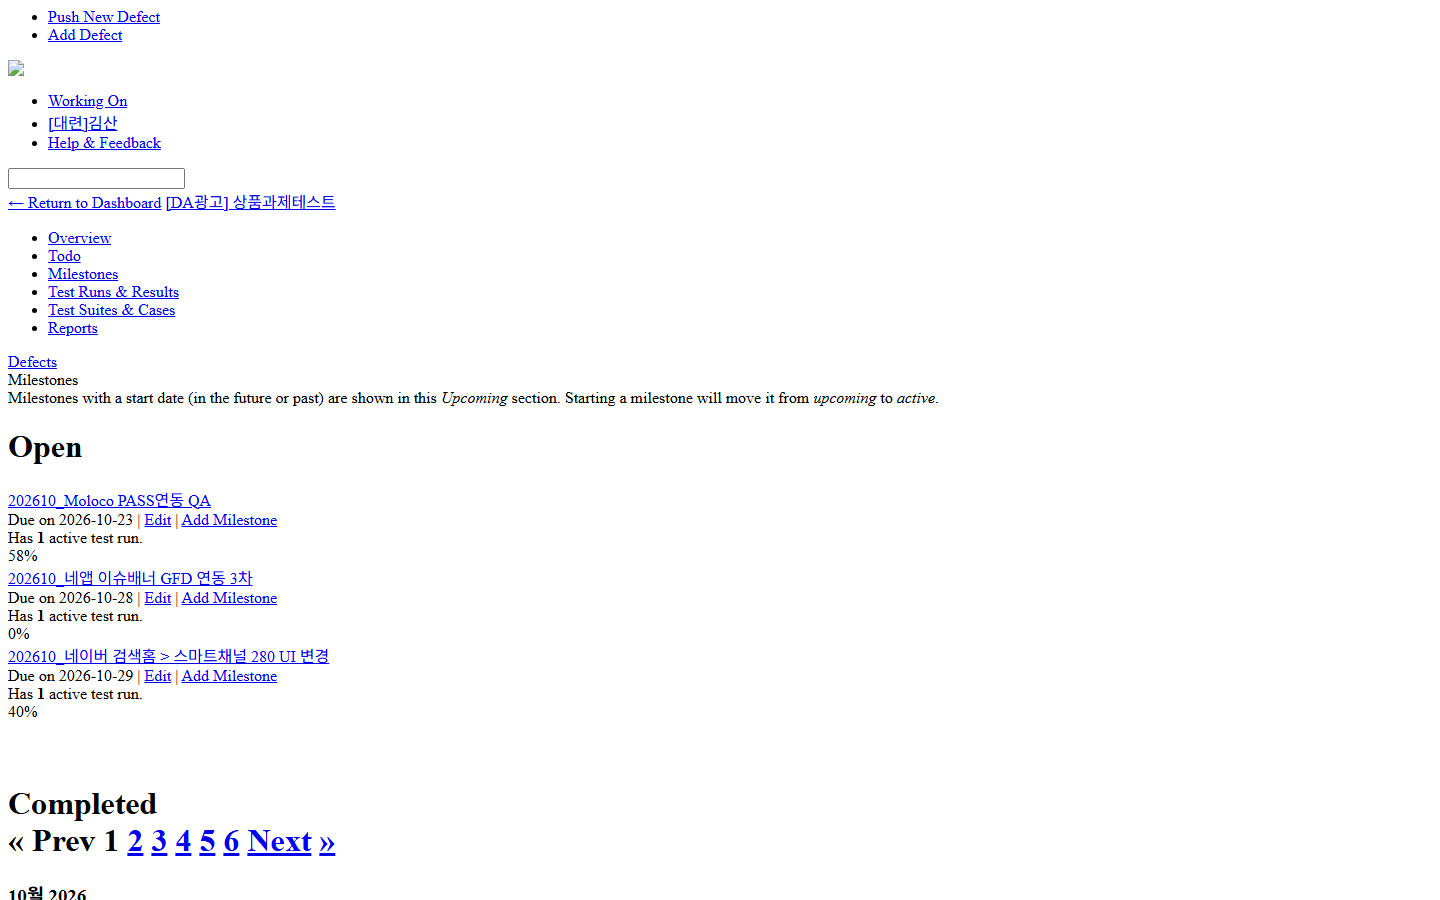 Push New Defect
Add Defect
Working On
[대련]김산
Help & Feedback
← Return to Dashboard [DA광고] 상품과제테스트
Overview
Todo
Milestones
Test Runs & Results
Test Suites & Cases
Reports
Defects
Milestones
Milestones with a start date (in the future or past) are shown in this Upcoming section. Starting a milestone will move it from upcoming to active.
Open
202610_Moloco PASS연동 QA
Due on 2026-10-23 | Edit | Add Milestone
Has 1 active test run.
58%
202610_네앱 이슈배너 GFD 연동 3차
Due on 2026-10-28 | Edit | Add Milestone
Has 1 active test run.
0%
202610_네이버 검색홈 > 스마트채널 280 UI 변경
Due on 2026-10-29 | Edit | Add Milestone
Has 1 active test run.
40%
Completed
« Prev 1 2 3 4 5 6 Next »
10월 2026